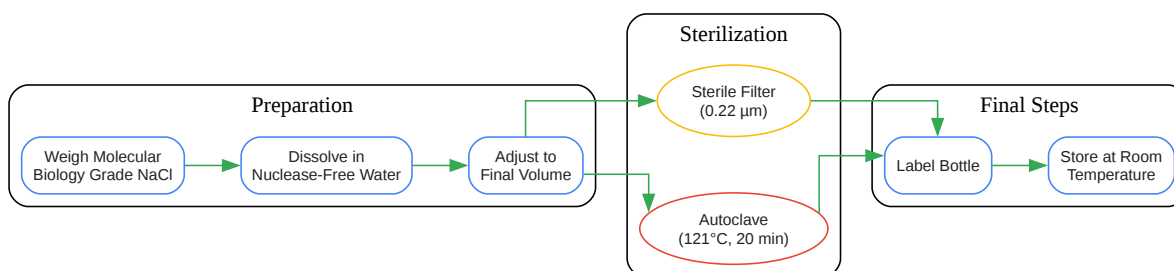 Preparation
Weigh Molecular
Biology Grade NaCl
Dissolve in
Nuclease-Free Water
Adjust to
Final Volume
Sterilization
Sterile Filter
(0.22 µm)
Autoclave
(121°C, 20 min)
Final Steps
Label Bottle
Store at Room
Temperature